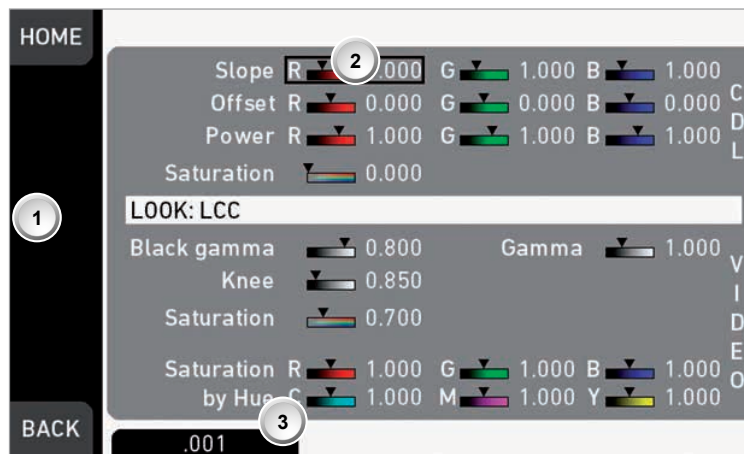 HOME
Slope R 2 .000 G 1.000 B 1.000
Offset R 0.000 G 0.000 B 0.000
Power R 1.000 G 1.000 B 1.000
CDL
Saturation 0.000
1
LOOK: LCC
Black gamma 0.800 Gamma 1.000
Knee 0.850
Saturation 0.700
VIDEO
Saturation R 1.000 G 1.000 B 1.000
by Hue C 1.000 M 1.000 Y 1.000
3
BACK
.001